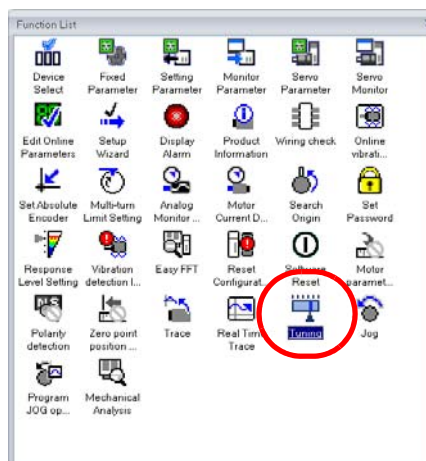 Function List
Device Fixed Setting Monitor Servo Servo
Select Parameter Parameter Parameter Parameter Monitor
Edit Online Setup Display Product Wiring check Online
Parameters Wizard Alarm Information vibrati...
Set Absolute Multi-turn Analog Motor Search Set
Encoder Limit Setting Monitor ... Current D... Origin Password
Response Vibration Easy FFT Reset Software Motor
Level Setting detection l... Configurat... Reset paramet...
Polarity Zero point Trace Real Time Tuning Jog
detection position ... Trace
Program Mechanical
JOG op... Analysis